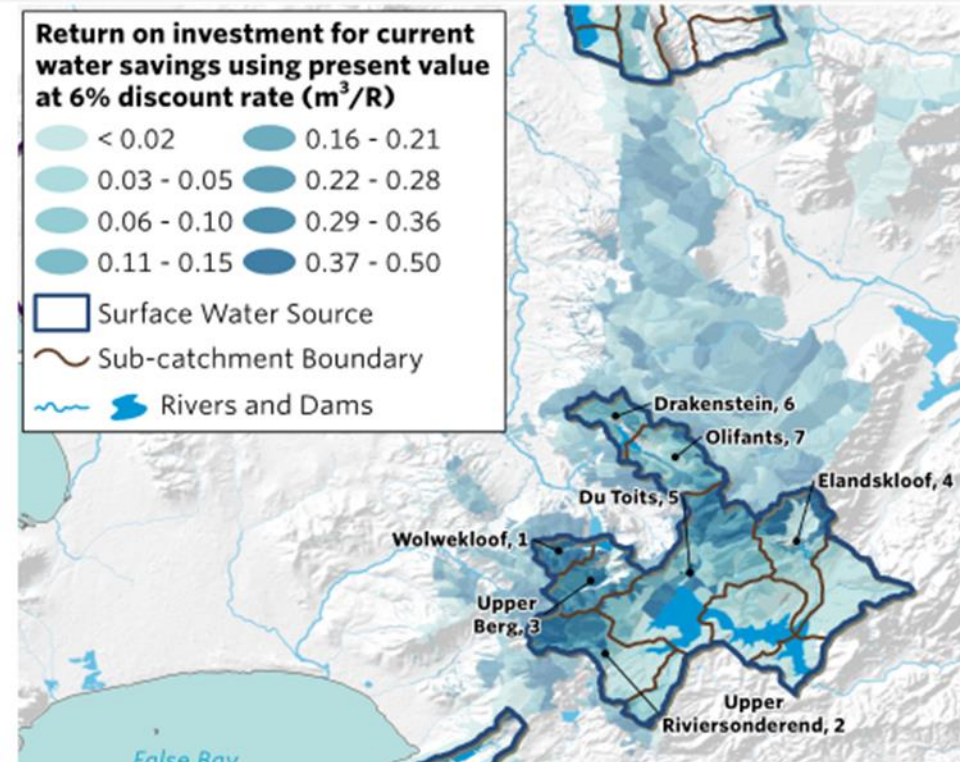 Return on investment for current
water savings using present value
at 6% discount rate (m³/R)
< 0.02
0.16 - 0.21
0.03 - 0.05
0.22 - 0.28
0.06 - 0.10
0.29 - 0.36
0.11 - 0.15
0.37 - 0.50
Surface Water Source
Sub-catchment Boundary
Rivers and Dams
Drakenstein, 6
Olifants, 7
Elandskloof, 4
Du Toits, 5
Wolwekloof, 1
Upper
Berg, 3
Upper
Riviersonderend, 2
False Bay